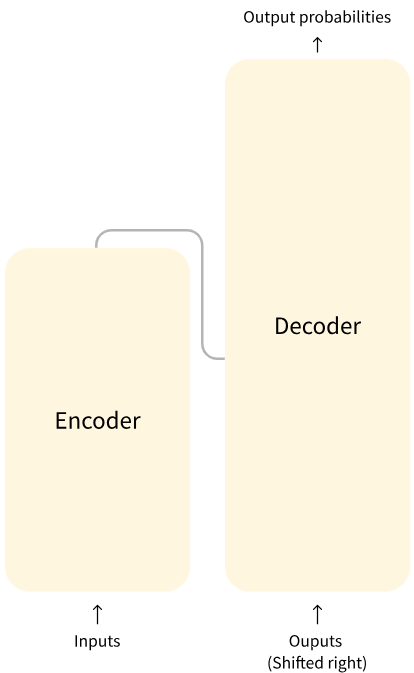 Output probabilities
Decoder
Encoder
Inputs
Ouputs
(Shifted right)